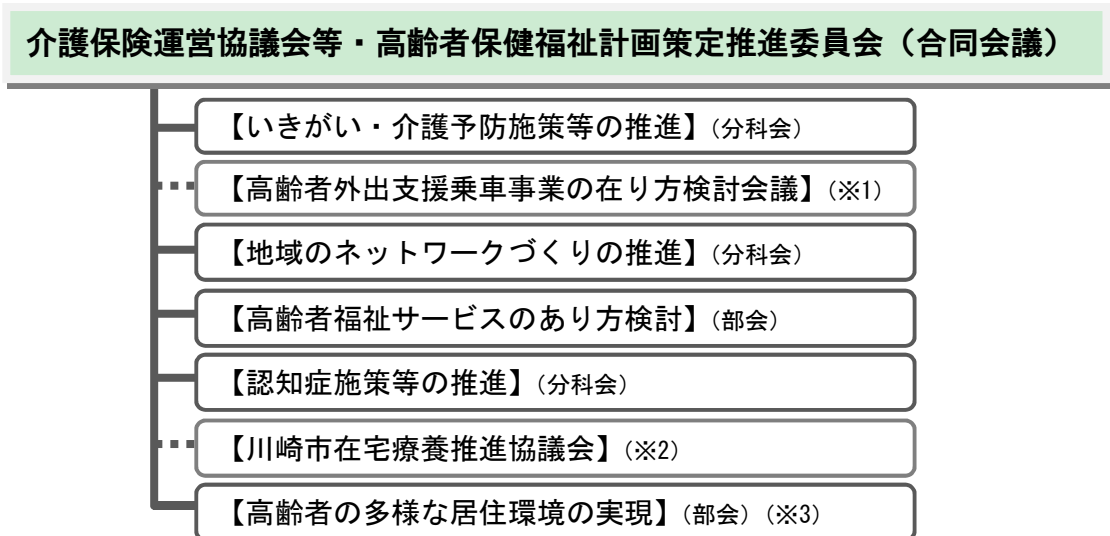 介護保険運営協議会等・高齢者保健福祉計画策定推進委員会（合同会議）
【いきがい・介護予防施策等の推進】（分科会）
【高齢者外出支援乗車事業の在り方検討会議】（※1）
【地域のネットワークづくりの推進】（分科会）
【高齢者福祉サービスのあり方検討】（部会）
【認知症施策等の推進】（分科会）
【川崎市在宅療養推進協議会】（※2）
【高齢者の多様な居住環境の実現】（部会）（※3）